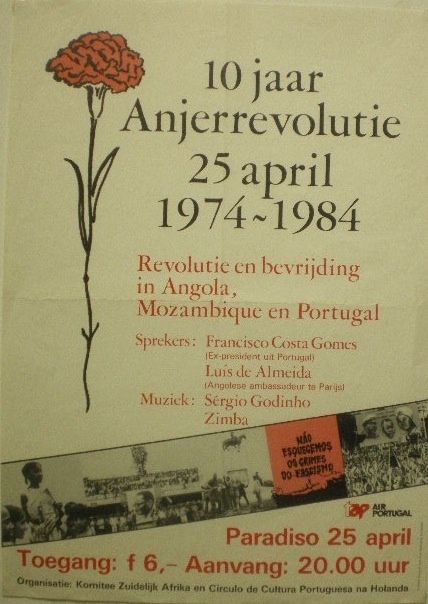 10 jaar
Anjerrevolutie
25 april
1974~1984
Revolutie en bevrijding
in Angola,
Mozambique en Portugal
Sprekers: Francisco Costa Gomes
(Ex-president uit Portugal)
Luís de Almeida
(Angolese ambassadeur te Parijs)
Muziek: Sérgio Godinho
Zimba
NÃO
ESQUECEMOS
OS CRIMES
DO FASCISMO
tap AIR
PORTUGAL
Paradiso 25 april
Toegang: f 6,– Aanvang: 20.00 uur
Organisatie: Komitee Zuidelijk Afrika en Circulo de Cultura Portuguesa na Holanda